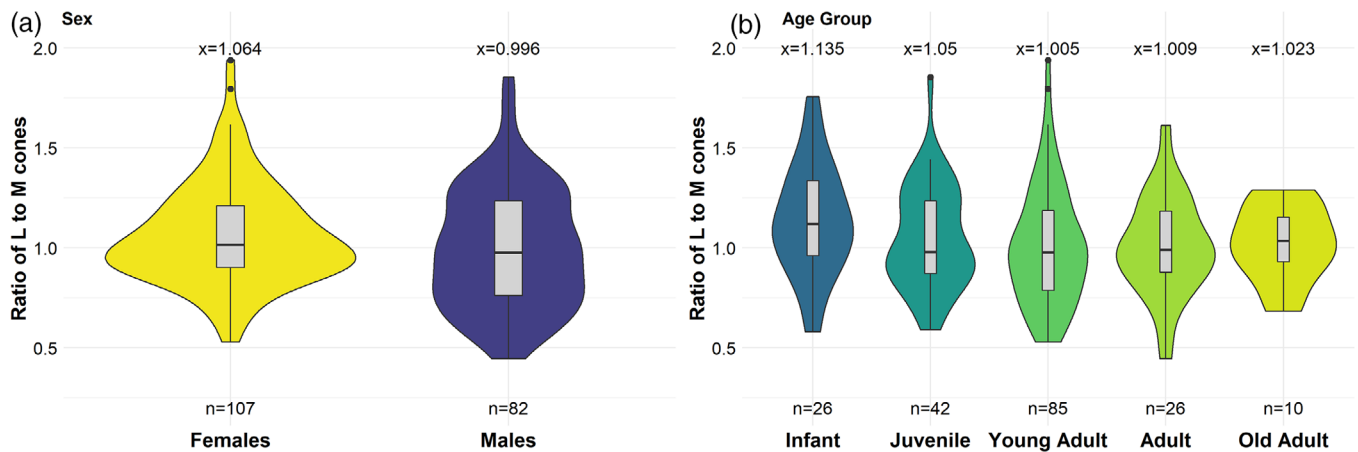 (a) Sex
Ratio of L to M cones
2.0
1.5
1.0
0.5
x=1.064 x=0.996
n=107 n=82
Females Males
(b) Age Group
Ratio of L to M cones
2.0
1.5
1.0
0.5
x=1.135 x=1.05 x=1.005 x=1.009 x=1.023
n=26 n=42 n=85 n=26 n=10
Infant Juvenile Young Adult Adult Old Adult